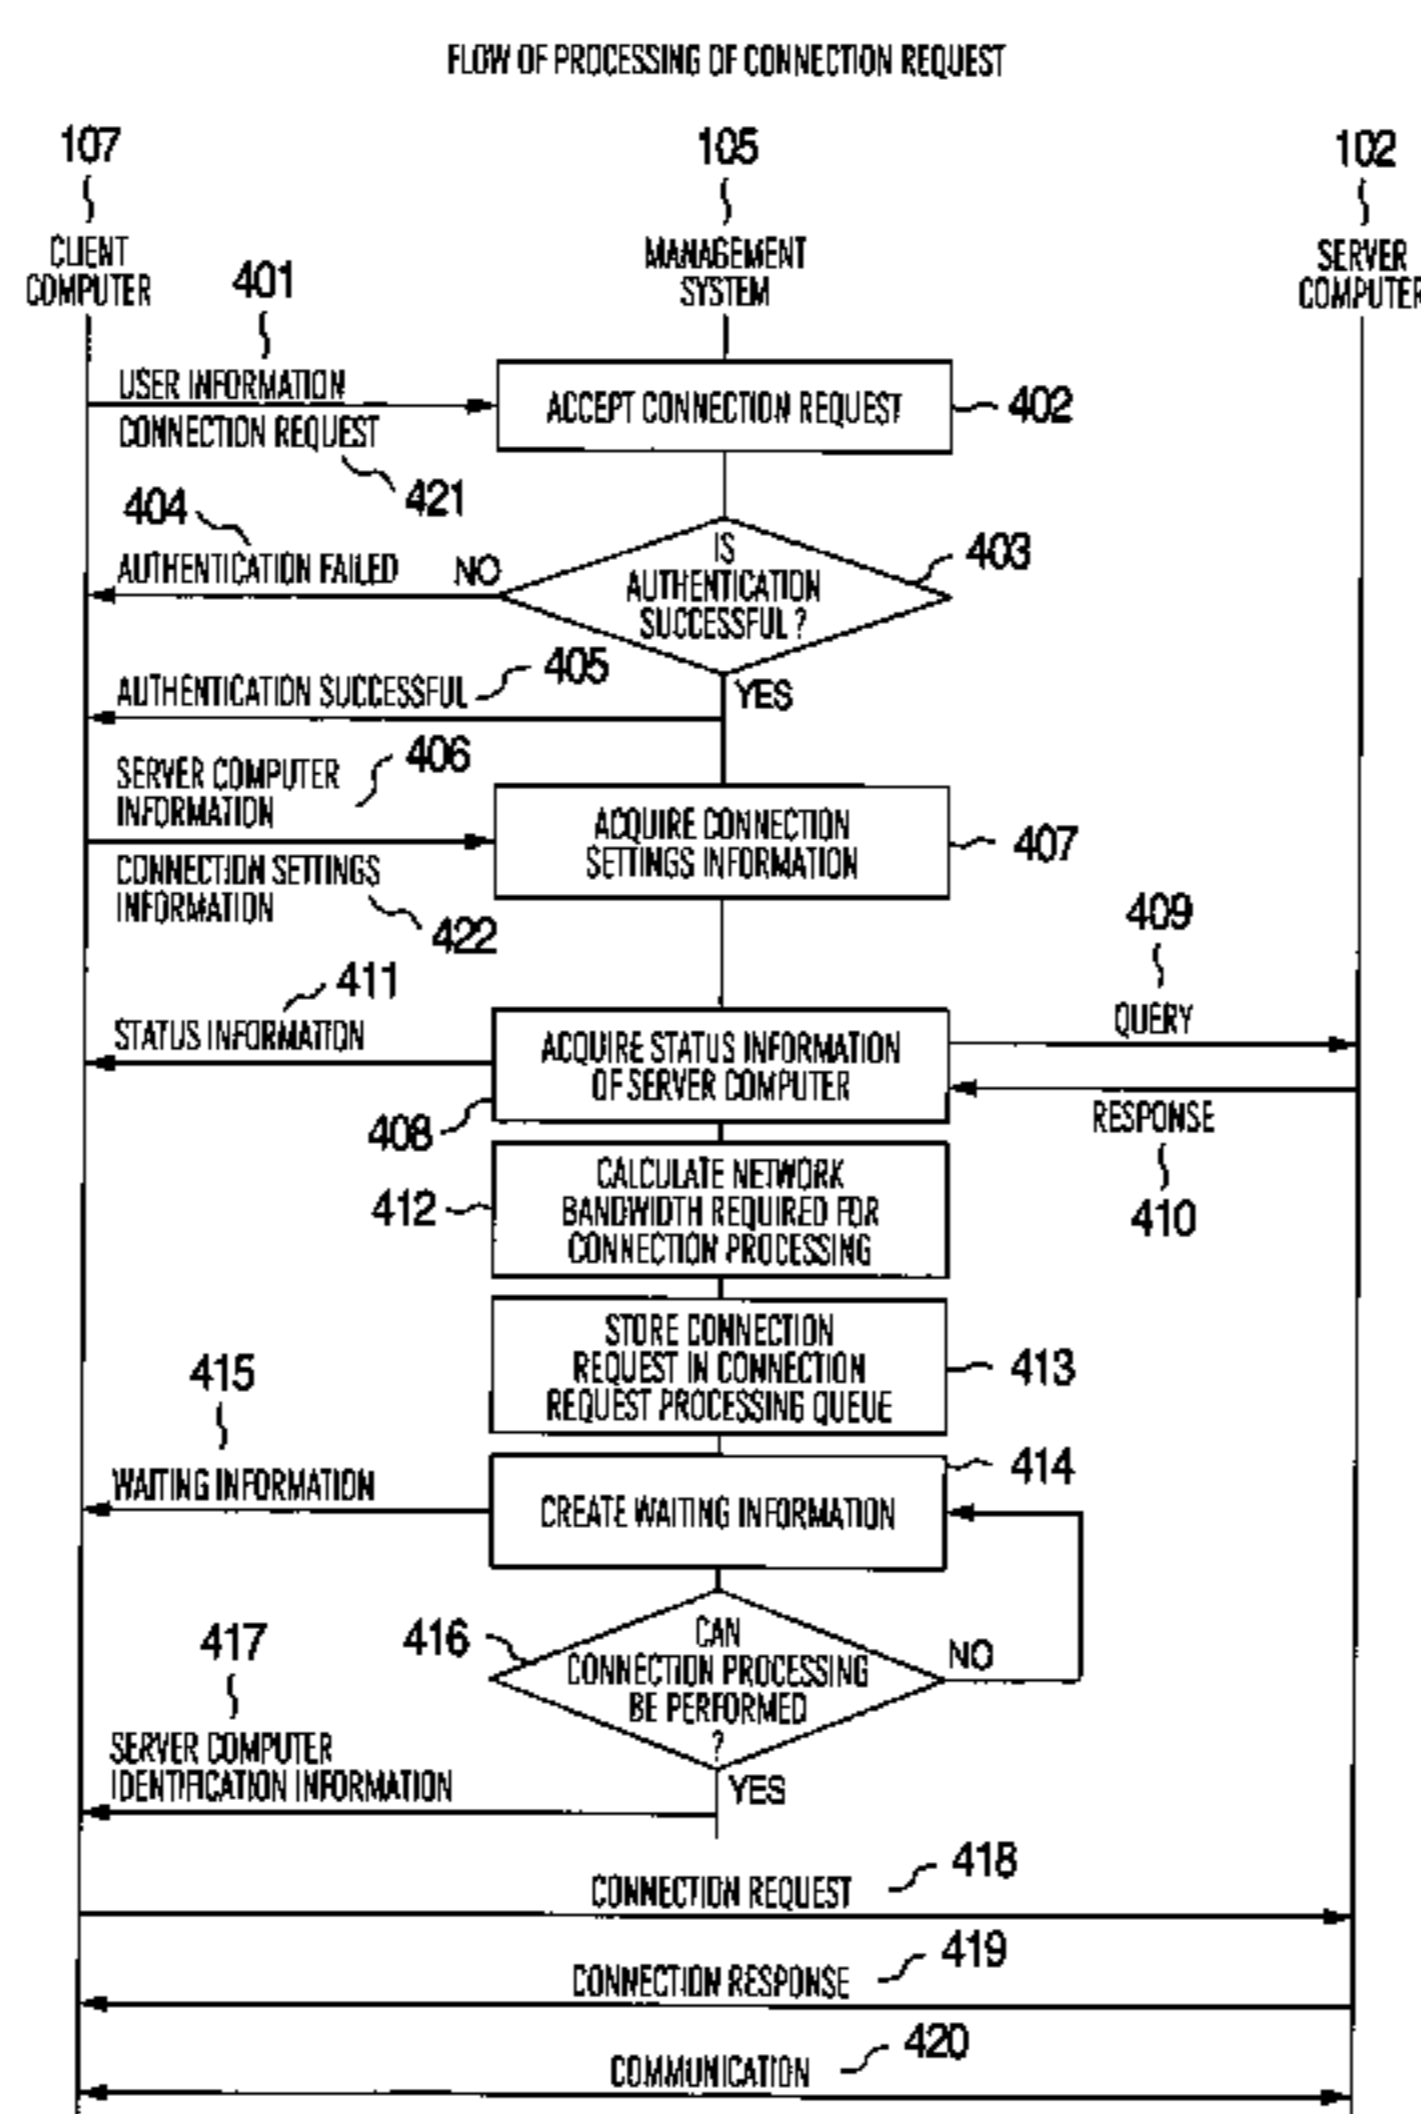 FLOW OF PROCESSING OF CONNECTION REQUEST
107
105
102
CLIENT
COMPUTER
MANAGEMENT
SYSTEM
SERVER
COMPUTER
401
USER INFORMATION
CONNECTION REQUEST
421
ACCEPT CONNECTION REQUEST
402
404
AUTHENTICATION FAILED
NO
IS
AUTHENTICATION
SUCCESSFUL ?
403
405
AUTHENTICATION SUCCESSFUL
YES
406
SERVER COMPUTER
INFORMATION
CONNECTION SETTINGS
INFORMATION
422
ACQUIRE CONNECTION
SETTINGS INFORMATION
407
409
QUERY
411
STATUS INFORMATION
ACQUIRE STATUS INFORMATION
OF SERVER COMPUTER
408
RESPONSE
410
412
CALCULATE NETWORK
BANDWIDTH REQUIRED FOR
CONNECTION PROCESSING
STORE CONNECTION
REQUEST IN CONNECTION
REQUEST PROCESSING QUEUE
413
415
WAITING INFORMATION
414
CREATE WAITING INFORMATION
416
CAN
CONNECTION PROCESSING
BE PERFORMED
?
NO
417
SERVER COMPUTER
IDENTIFICATION INFORMATION
YES
CONNECTION REQUEST
418
CONNECTION RESPONSE
419
COMMUNICATION
420